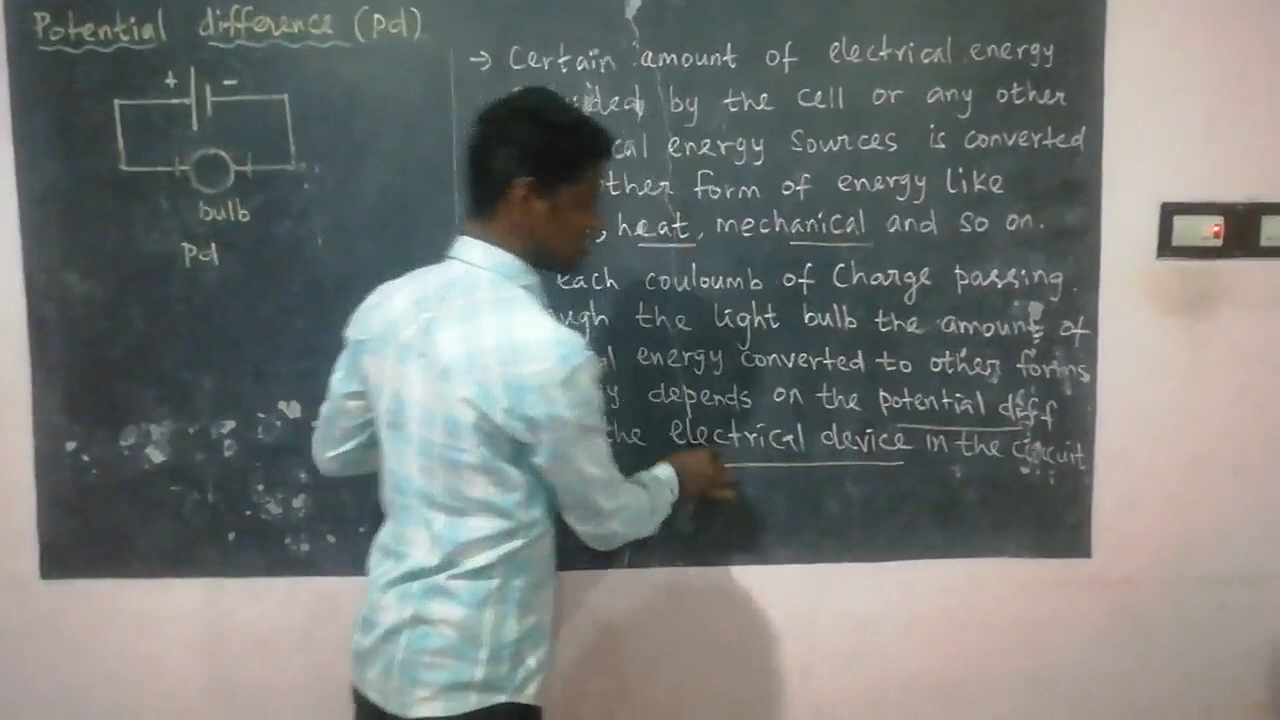 Potential difference (Pd)
+ -
bulb
Pd
→ Certain amount of electrical energy
by the cell or any other
energy Sources is converted
other form of energy like
, heat, mechanical and so on.
each couloumb of Charge passing
the light bulb the amount of
energy converted to other forms
depends on the potential diff
the electrical device in the circuit